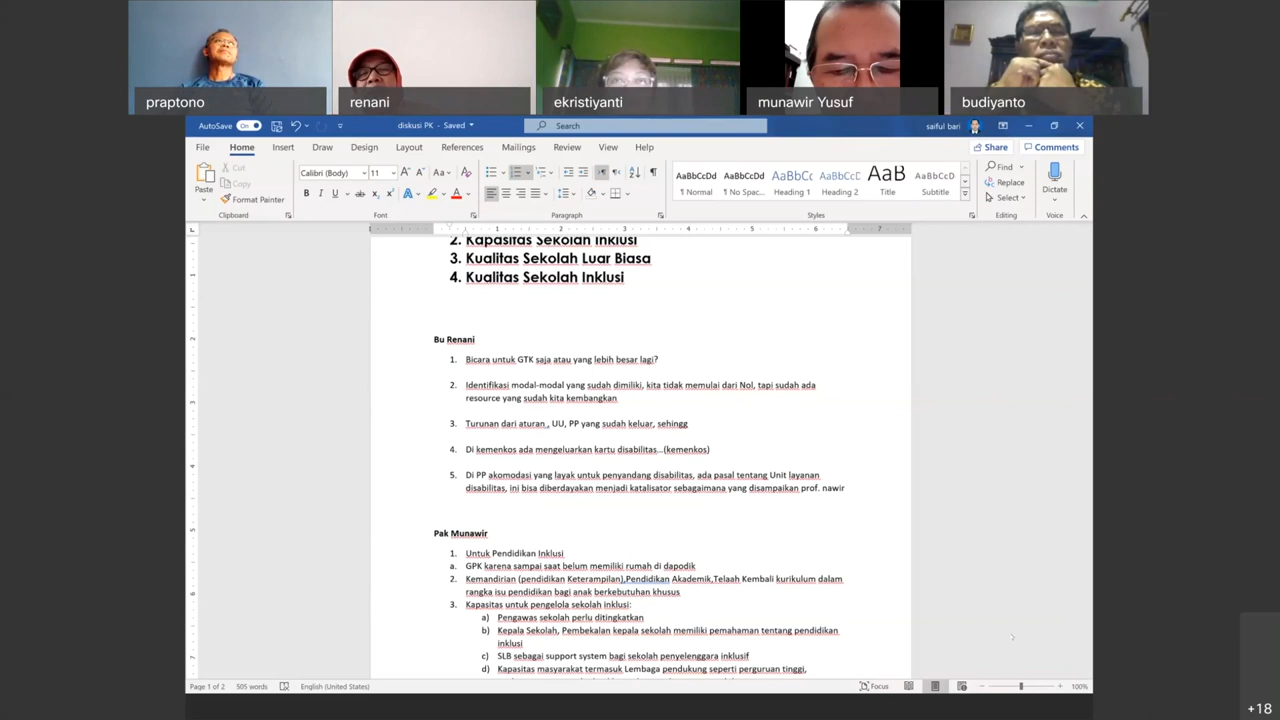 praptono
renani
ekristiyanti
munawir Yusuf
budiyanto
AutoSave On
diskusi PK - Saved
Search
saiful bari
File Home Insert Draw Design Layout References Mailings Review View Help
Share Comments
Paste
Cut
Copy
Format Painter
Clipboard
Calibri (Body) 11
Font
Paragraph
AaBbCcDd AaBbCcDd AaBbCc AaBbCcD AaB AaBbCcD
¶ Normal ¶ No Spac... Heading 1 Heading 2 Title Subtitle
Styles
Find
Replace
Select
Editing
Dictate
Voice
2. Kapasitas Sekolah Inklusi
3. Kualitas Sekolah Luar Biasa
4. Kualitas Sekolah Inklusi
Bu Renani
1. Bicara untuk GTK saja atau yang lebih besar lagi?
2. Identifikasi modal-modal yang sudah dimiliki, kita tidak memulai dari Nol, tapi sudah ada
resource yang sudah kita kembangkan
3. Turunan dari aturan , UU, PP yang sudah keluar, sehingg
4. Di kemenkos ada mengeluarkan kartu disabilitas...(kemenkos)
5. Di PP akomodasi yang layak untuk penyandang disabilitas, ada pasal tentang Unit layanan
disabilitas, ini bisa diberdayakan menjadi katalisator sebagaimana yang disampaikan prof. nawir
Pak Munawir
1. Untuk Pendidikan Inklusi
a. GPK karena sampai saat belum memiliki rumah di dapodik
2. Kemandirian (pendidikan Keterampilan),Pendidikan Akademik,Telaah Kembali kurikulum dalam
rangka isu pendidikan bagi anak berkebutuhan khusus
3. Kapasitas untuk pengelola sekolah inklusi:
a) Pengawas sekolah perlu ditingkatkan
b) Kepala Sekolah, Pembekalan kepala sekolah memiliki pemahaman tentang pendidikan
inklusi
c) SLB sebagai support system bagi sekolah penyelenggara inklusif
d) Kapasitas masyarakat termasuk Lembaga pendukung seperti perguruan tinggi,
Page 1 of 2 505 words English (United States) Focus 100%
+18